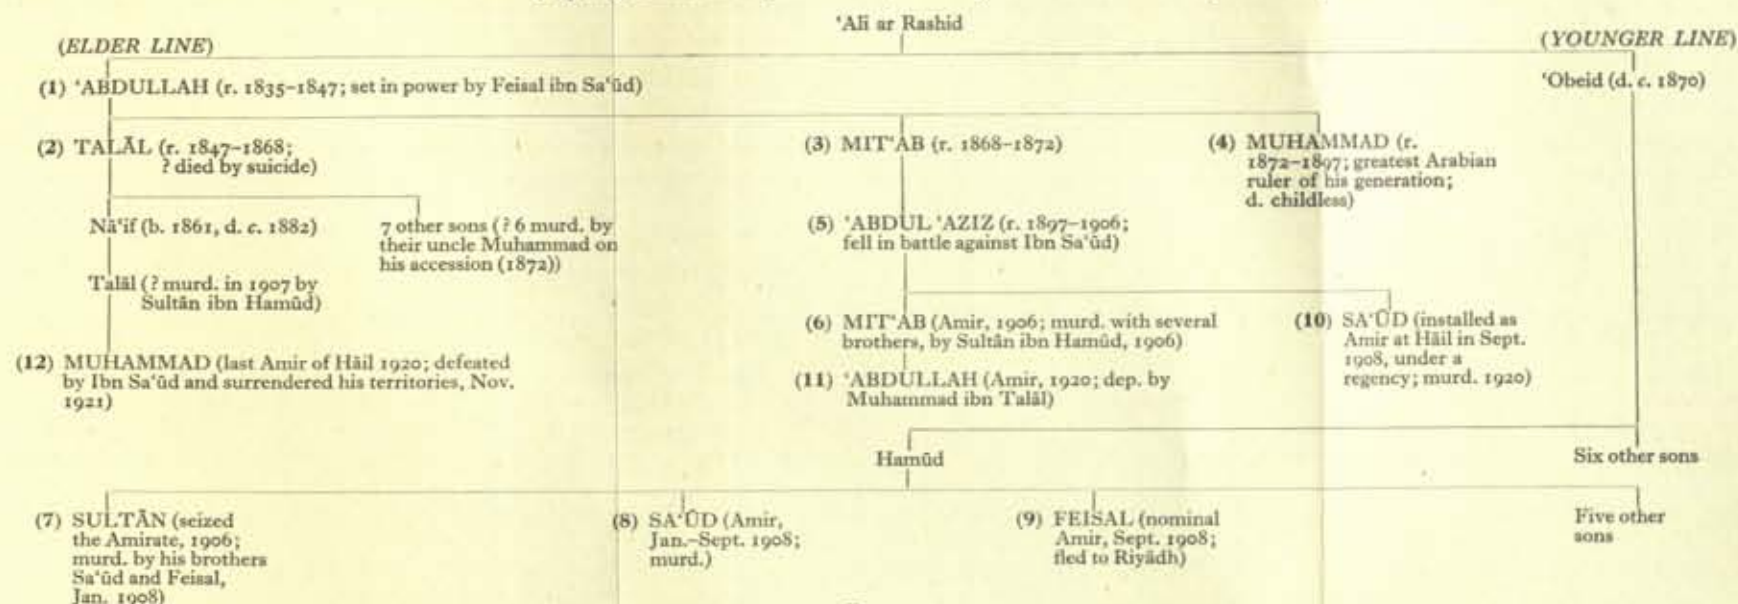 ‘Alī ar Rashid
(ELDER LINE)
(YOUNGER LINE)
(1) ‘ABDULLAH (r. 1835–1847; set in power by Feisal ibn Sa‘ūd)
‘Obeid (d. c. 1870)
(2) TALĀL (r. 1847–1868;
? died by suicide)
(3) MIT‘AB (r. 1868–1872)
(4) MUHAMMAD (r.
1872–1897; greatest Arabian
ruler of his generation;
d. childless)
Nā‘if (b. 1861, d. c. 1882)
7 other sons (? 6 murd. by
their uncle Muhammad on
his accession (1872))
(5) ‘ABDUL ‘AZIZ (r. 1897–1906;
fell in battle against Ibn Sa‘ūd)
Talāl (? murd. in 1907 by
Sultān ibn Hamūd)
(6) MIT‘AB (Amir, 1906; murd. with several
brothers, by Sultān ibn Hamūd, 1906)
(10) SA‘ŪD (installed as
Amir at Hāil in Sept.
1908, under a
regency; murd. 1920)
(12) MUHAMMAD (last Amir of Hāil 1920; defeated
by Ibn Sa‘ūd and surrendered his territories, Nov.
1921)
(11) ‘ABDULLAH (Amir, 1920; dep. by
Muhammad ibn Talāl)
Hamūd
Six other sons
(7) SULTĀN (seized
the Amirate, 1906;
murd. by his brothers
Sa‘ūd and Feisal,
Jan. 1908)
(8) SA‘ŪD (Amir,
Jan.–Sept. 1908;
murd.)
(9) FEISAL (nominal
Amir, Sept. 1908;
fled to Riyādh)
Five other
sons